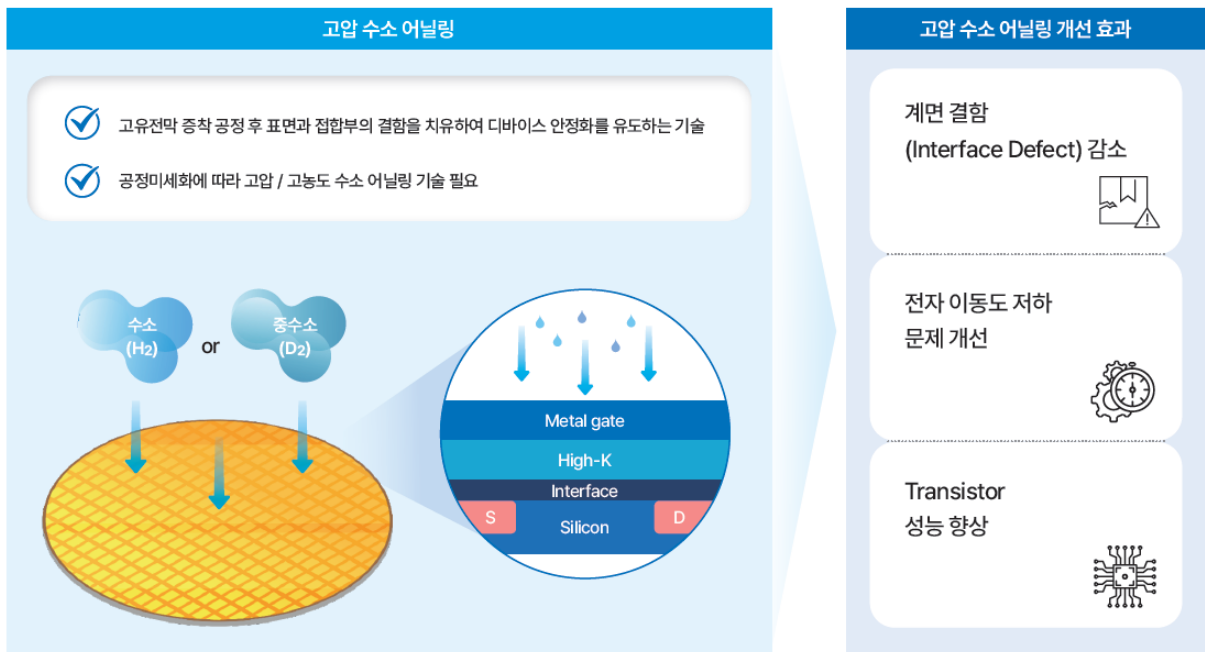 고압 수소 어닐링
고유전막 증착 공정 후 표면과 접합부의 결함을 치유하여 디바이스 안정화를 유도하는 기술
공정미세화에 따라 고압 / 고농도 수소 어닐링 기술 필요
수소
(H2)
or
중수소
(D2)
Metal gate
High-K
Interface
S
Silicon
D
고압 수소 어닐링 개선 효과
계면 결함
(Interface Defect) 감소
전자 이동도 저하
문제 개선
Transistor
성능 향상